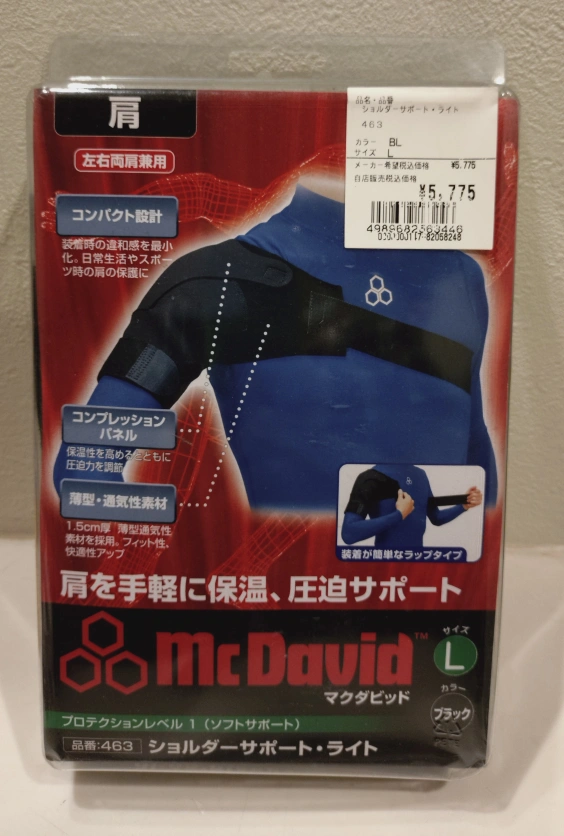 肩
左右両肩兼用
品名・品番
ショルダーサポート・ライト
463
カラー BL
サイズ L
メーカー希望税込価格 ¥5,775
自店販売税込価格
¥5,775
4989682563446
コンパクト設計
装着時の違和感を最小
化。日常生活やスポー
ツ時の肩の保護に
コンプレッション
パネル
保温性を高めるとともに
圧迫力を調節
薄型・通気性素材
1.5cm厚 薄型通気性
素材を採用。フィット性、
快適性アップ
装着が簡単なラップタイプ
肩を手軽に保温、圧迫サポート
McDavid™
マクダビッド
サイズ
L
カラー
ブラック
プロテクションレベル 1（ソフトサポート）
品番:463 ショルダーサポート・ライト